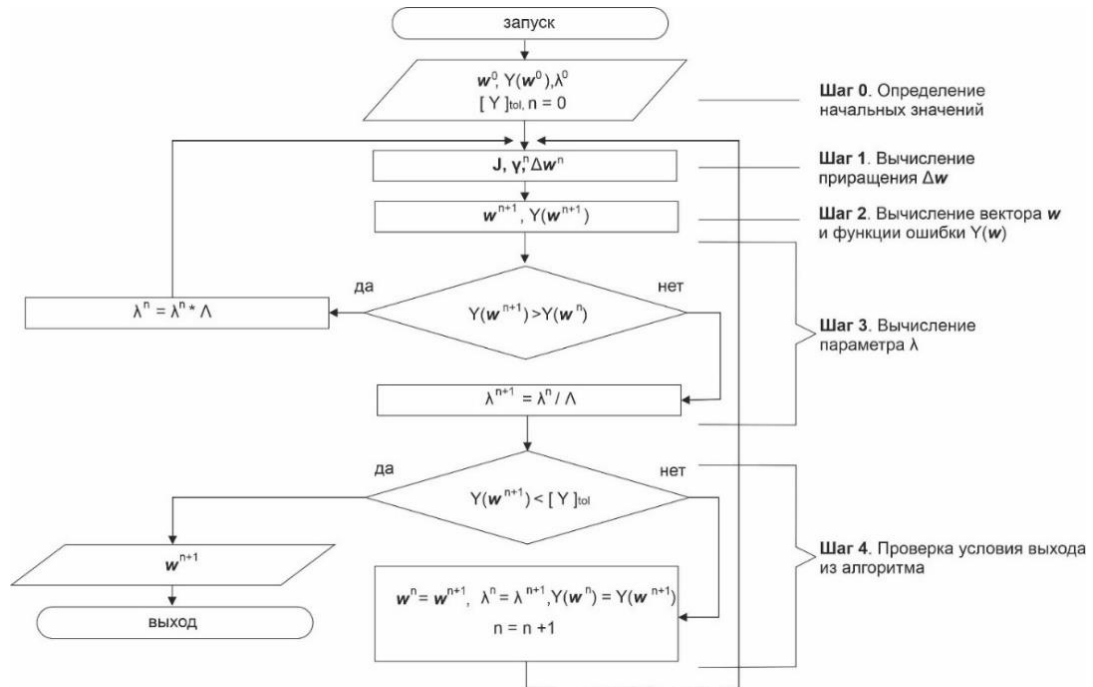 запуск
w⁰, Y(w⁰), λ⁰
[ Y ]tol, n = 0
Шаг 0. Определение
начальных значений
J, γ,ⁿ Δwⁿ
Шаг 1. Вычисление
приращения Δw
wⁿ⁺¹, Y(wⁿ⁺¹)
Шаг 2. Вычисление вектора w
и функции ошибки Y(w)
да
нет
Y(wⁿ⁺¹) >Y(wⁿ)
λⁿ = λⁿ * Λ
Шаг 3. Вычисление
параметра λ
λⁿ⁺¹ = λⁿ / Λ
да
нет
Y(wⁿ⁺¹) < [ Y ]tol
wⁿ⁺¹
выход
Шаг 4. Проверка условия выхода
из алгоритма
wⁿ = wⁿ⁺¹, λⁿ = λⁿ⁺¹,Y(wⁿ) = Y(wⁿ⁺¹)
n = n +1